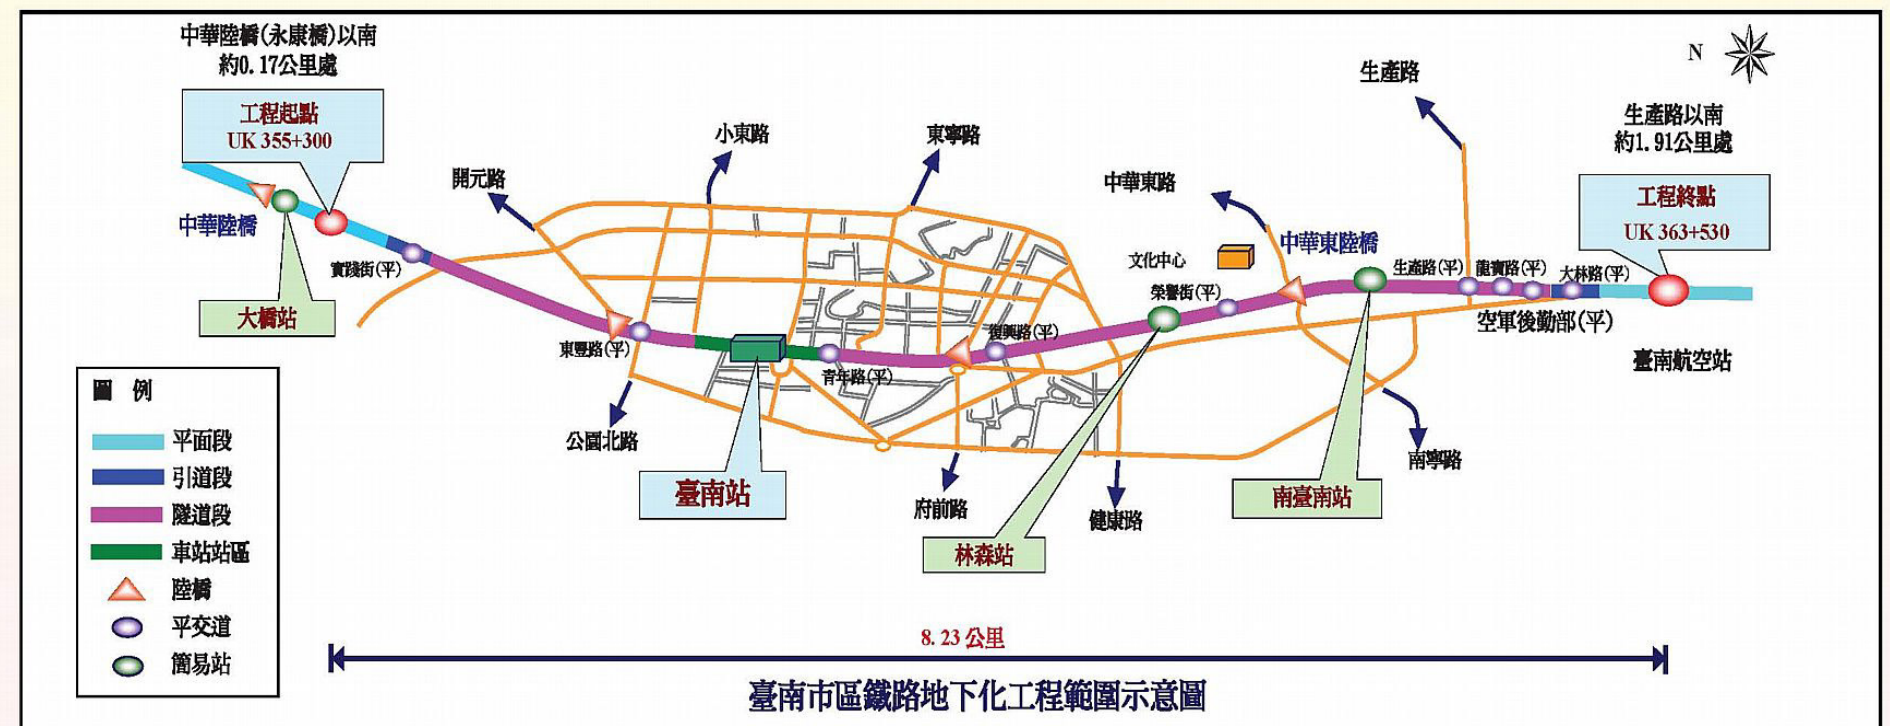 中華陸橋(永康橋)以南
約0.17公里處
工程起點
UK 355+300
中華陸橋
大橋站
實踐街(平)
開元路
小東路
東寧路
中華東路
生產路
N
生產路以南
約1.91公里處
工程終點
UK 363+530
文化中心
中華東陸橋
榮譽街(平)
生產路(平)
龍寶路(平)
大林路(平)
空軍後勤部(平)
臺南航空站
東豐路(平)
青年路(平)
復興路(平)
公園北路
臺南站
府前路
林森站
健康路
南臺南站
南寧路
圖 例
平面段
引道段
隧道段
車站站區
陸橋
平交道
簡易站
8.23公里
臺南市區鐵路地下化工程範圍示意圖